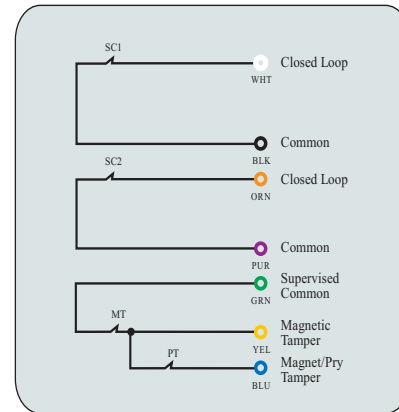 SC1
Closed Loop
WHT
Common
BLK
SC2
Closed Loop
ORN
Common
PUR
Supervised
Common
GRN
MT
Magnetic
Tamper
YEL
PT
Magnet/Pry
Tamper
BLU